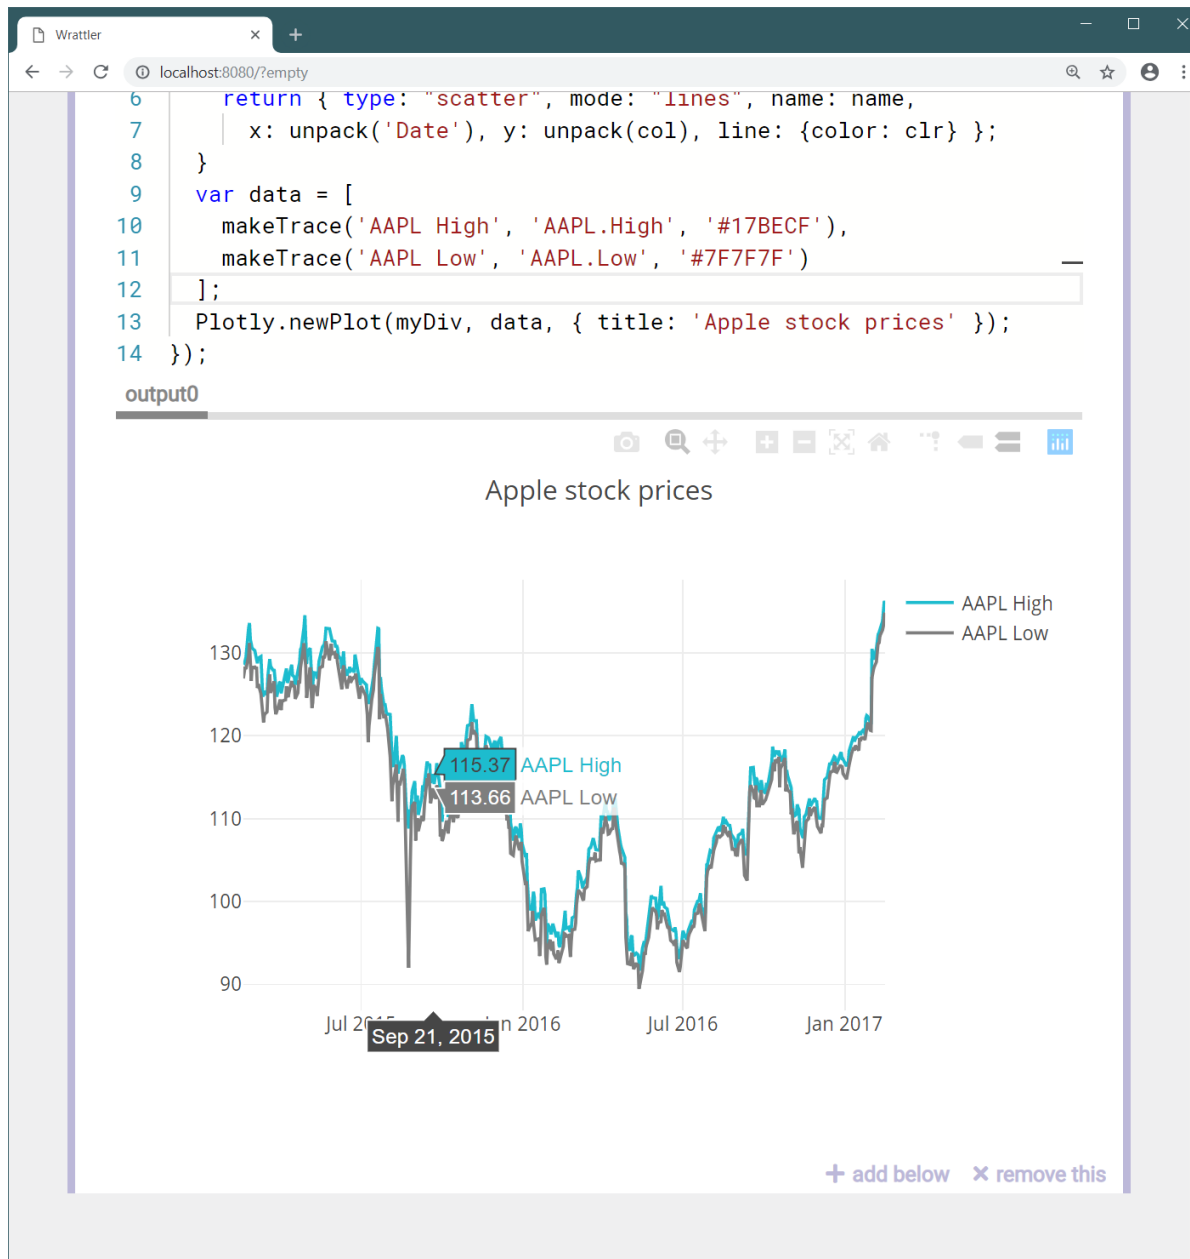 Wrattler
localhost:8080/?empty
6 return { type: "scatter", mode: "lines", name: name,
7 x: unpack('Date'), y: unpack(col), line: {color: clr} };
8 }
9 var data = [
10 makeTrace('AAPL High', 'AAPL.High', '#17BECF'),
11 makeTrace('AAPL Low', 'AAPL.Low', '#7F7F7F')
12 ];
13 Plotly.newPlot(myDiv, data, { title: 'Apple stock prices' });
14 });
output0
Apple stock prices
AAPL High
AAPL Low
130
120
115.37 AAPL High
113.66 AAPL Low
110
100
90
Jul 2016
Jan 2017
2016
Sep 21, 2015
+ add below × remove this